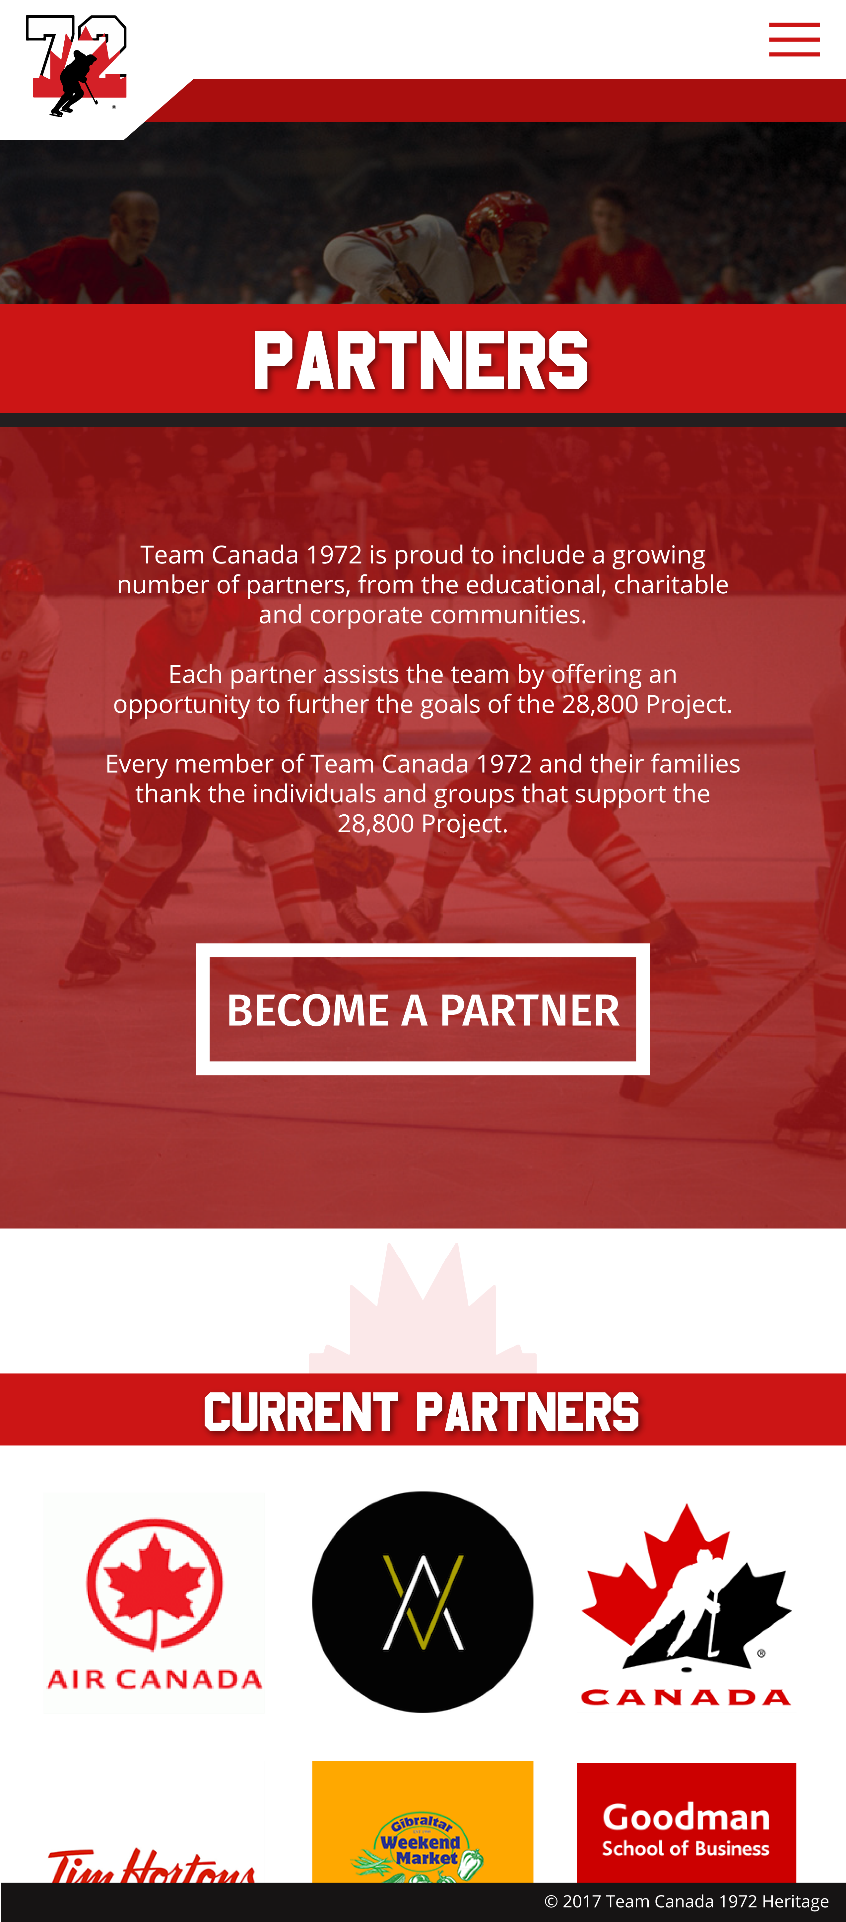 72
PARTNERS
Team Canada 1972 is proud to include a growing
number of partners, from the educational, charitable
and corporate communities.
Each partner assists the team by offering an
opportunity to further the goals of the 28,800 Project.
Every member of Team Canada 1972 and their families
thank the individuals and groups that support the
28,800 Project.
BECOME A PARTNER
CURRENT PARTNERS
AIR CANADA
®
CANADA
Tim Hortons
Gibraltar
Weekend
Market
Goodman
School of Business
© 2017 Team Canada 1972 Heritage